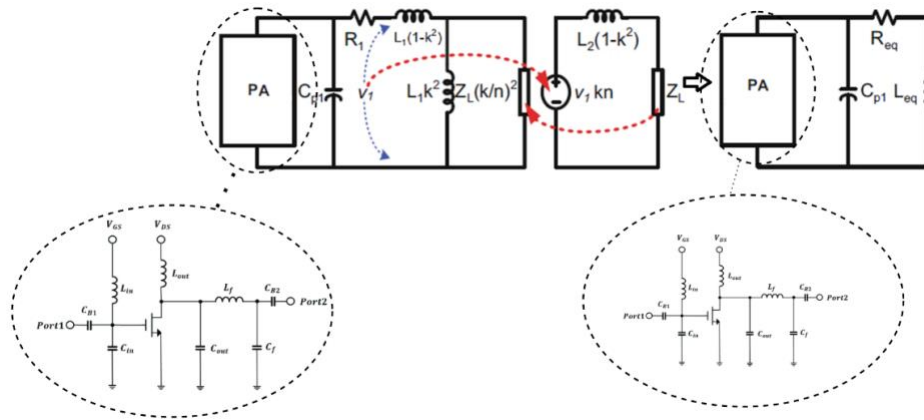 PA
C_p1
R_1
L_1(1-k^2)
v_1
L_1k^2
Z_L(k/n)^2
v_1 kn
L_2(1-k^2)
Z_L
PA
C_p1
L_eq
R_eq
V_GS
V_DS
L_out
L_in
L_f
C_B2
C_B1
Port2
Port1
C_in
C_out
C_f
V_GS
V_DS
L_in
L_out
L_f
C_B2
C_B1
Port2
Port1
C_in
C_out
C_f